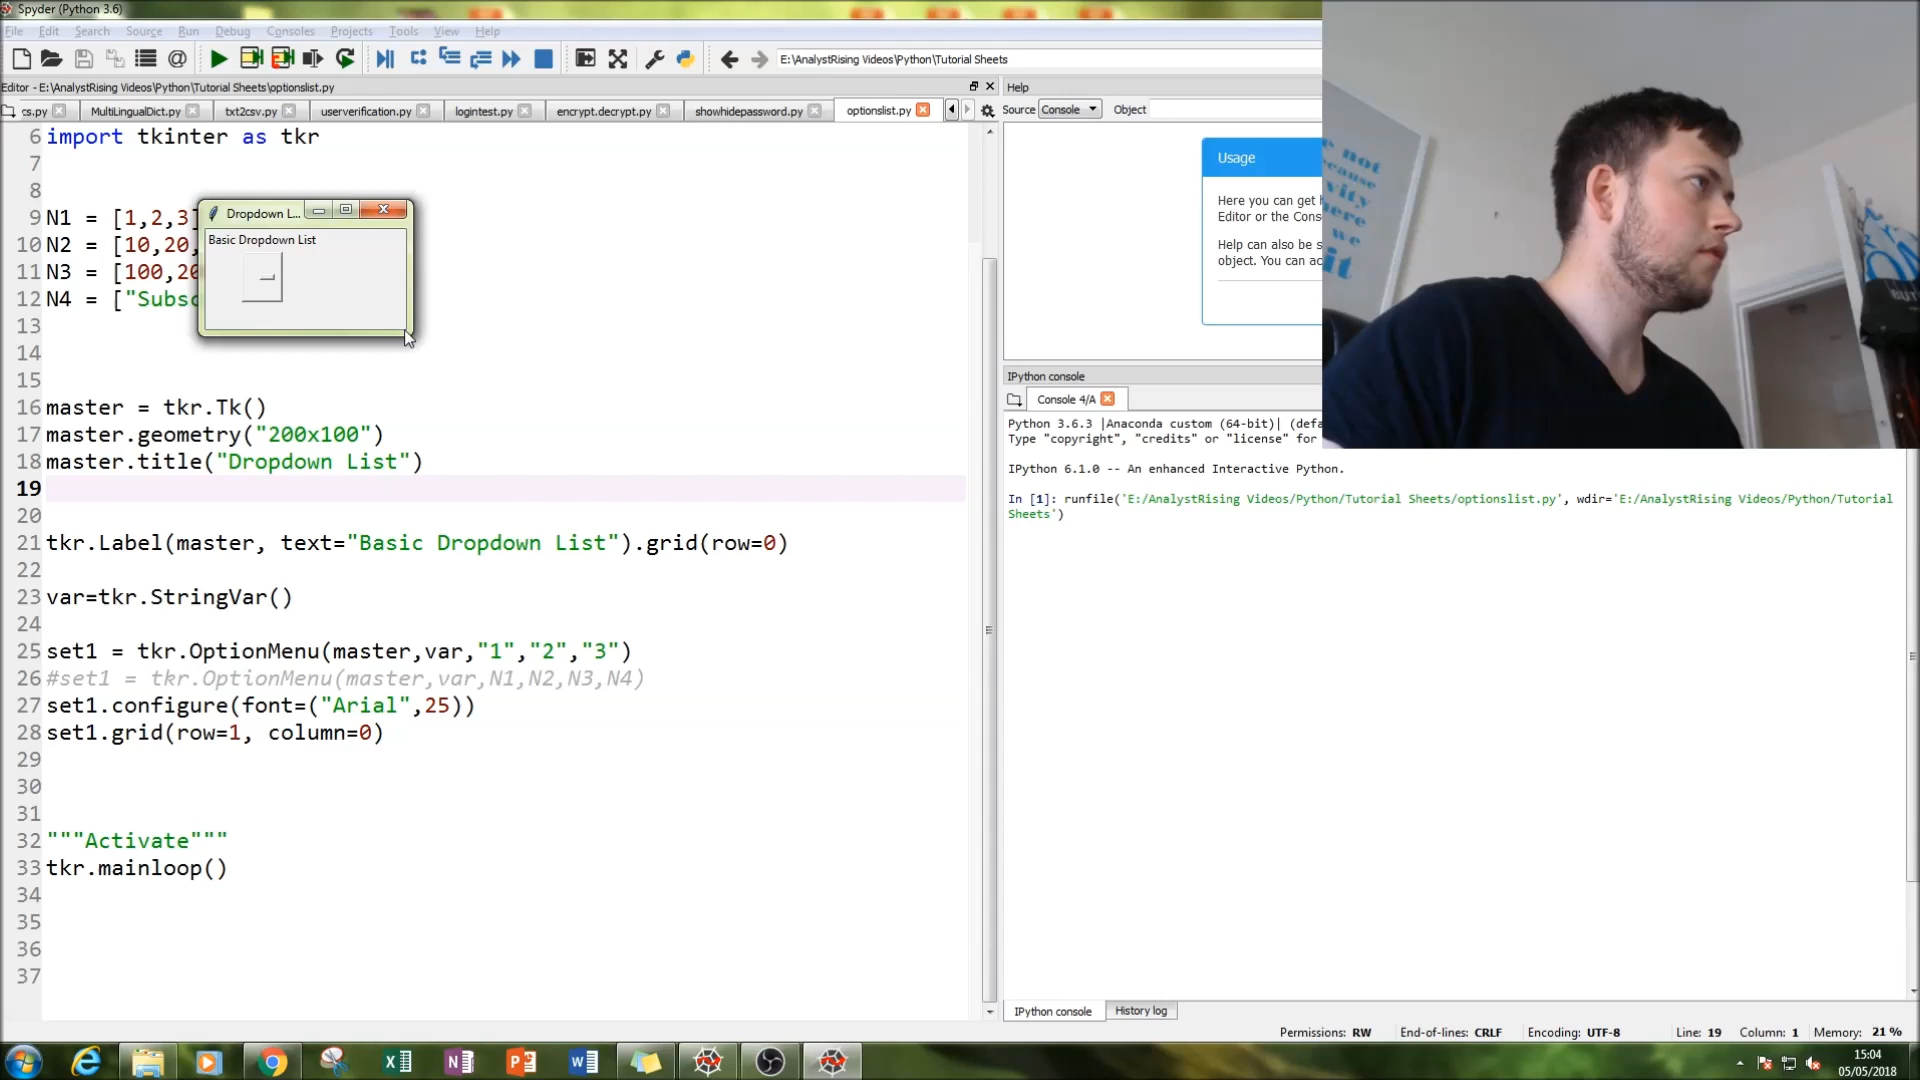 Spyder (Python 3.6)
File Edit Search Source Run Debug Consoles Projects Tools View Help
E:\AnalystRising Videos\Python\Tutorial Sheets
Editor - E:\AnalystRising Videos\Python\Tutorial Sheets\optionslist.py
cs.py MultiLingualDict.py txt2csv.py userverification.py logintest.py encrypt.decrypt.py showhidepassword.py optionslist.py
6 import tkinter as tkr
7
8
9 N1 = [1,2,3]
10 N2 = [10,20,
11 N3 = [100,20
12 N4 = ["Subsc
13
14
15
16 master = tkr.Tk()
17 master.geometry("200x100")
18 master.title("Dropdown List")
19
20
21 tkr.Label(master, text="Basic Dropdown List").grid(row=0)
22
23 var=tkr.StringVar()
24
25 set1 = tkr.OptionMenu(master,var,"1","2","3")
26 #set1 = tkr.OptionMenu(master,var,N1,N2,N3,N4)
27 set1.configure(font=("Arial",25))
28 set1.grid(row=1, column=0)
29
30
31
32 """Activate"""
33 tkr.mainloop()
34
35
36
37
Dropdown L...
Basic Dropdown List
Help
Source Console Object
Usage
Here you can get h
Editor or the Cons
Help can also be s
object. You can ac
IPython console
Console 4/A
Python 3.6.3 |Anaconda custom (64-bit)| (defa
Type "copyright", "credits" or "license" for
IPython 6.1.0 -- An enhanced Interactive Python.
In [1]: runfile('E:/AnalystRising Videos/Python/Tutorial Sheets/optionslist.py', wdir='E:/AnalystRising Videos/Python/Tutorial
Sheets')
IPython console History log
Permissions: RW End-of-lines: CRLF Encoding: UTF-8 Line: 19 Column: 1 Memory: 21 %
15:04
05/05/2018
e not
ecause
vity
here
we
it